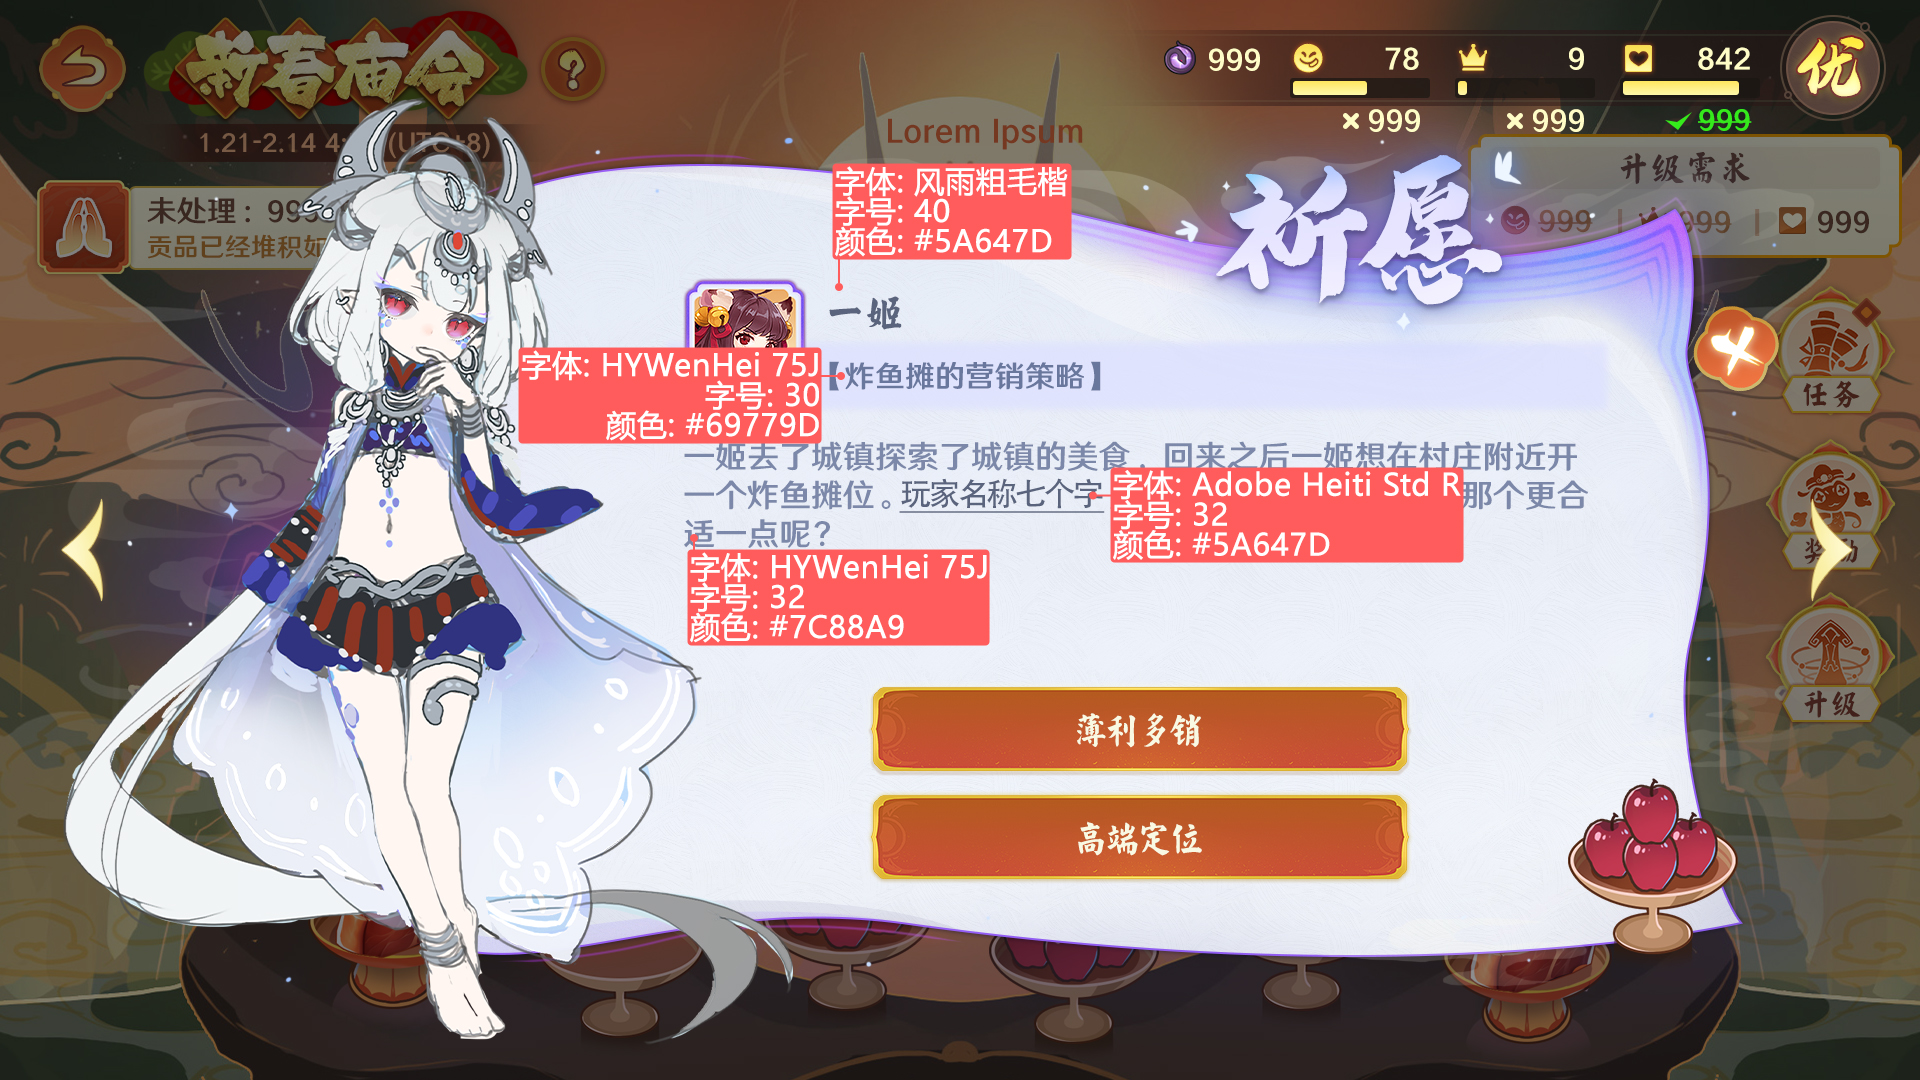 新春庙会
?
999
78
9
842
优
×999
×999
999
1.21-2.14 4:
(UTC+8)
Lorem Ipsum
升级需求
未处理：99
贡品已经堆积如
999
999
999
祈愿
字体: 风雨粗毛楷
字号: 40
颜色: #5A647D
一姬
字体: HYWenHei 75J
字号: 30
颜色: #69779D
【炸鱼摊的营销策略】
任务
一姬去了城镇探索了城镇的美食，回来之后一姬想在村庄附近开
一个炸鱼摊位。玩家名称七个字
那个更合
适一点呢？
字体: Adobe Heiti Std R
字号: 32
颜色: #5A647D
字体: HYWenHei 75J
字号: 32
颜色: #7C88A9
奖励
升级
薄利多销
高端定位